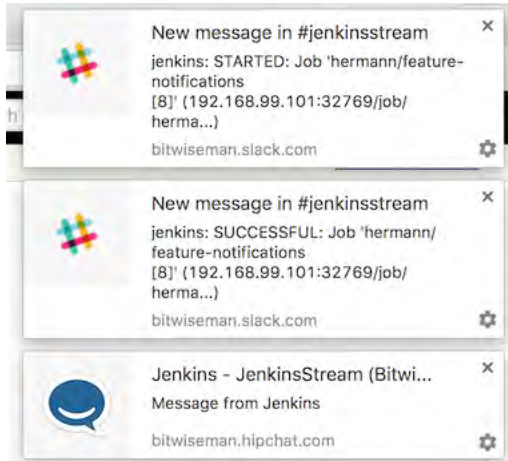 New message in #jenkinsstream
jenkins: STARTED: Job 'hermann/feature-
notifications
[8]' (192.168.99.101:32769/job/
herma...)
bitwiseman.slack.com
h
New message in #jenkinsstream
jenkins: SUCCESSFUL: Job 'hermann/
feature-notifications
[8]' (192.168.99.101:32769/job/
herma...)
bitwiseman.slack.com
Jenkins - JenkinsStream (Bitwi...
Message from Jenkins
bitwiseman.hipchat.com